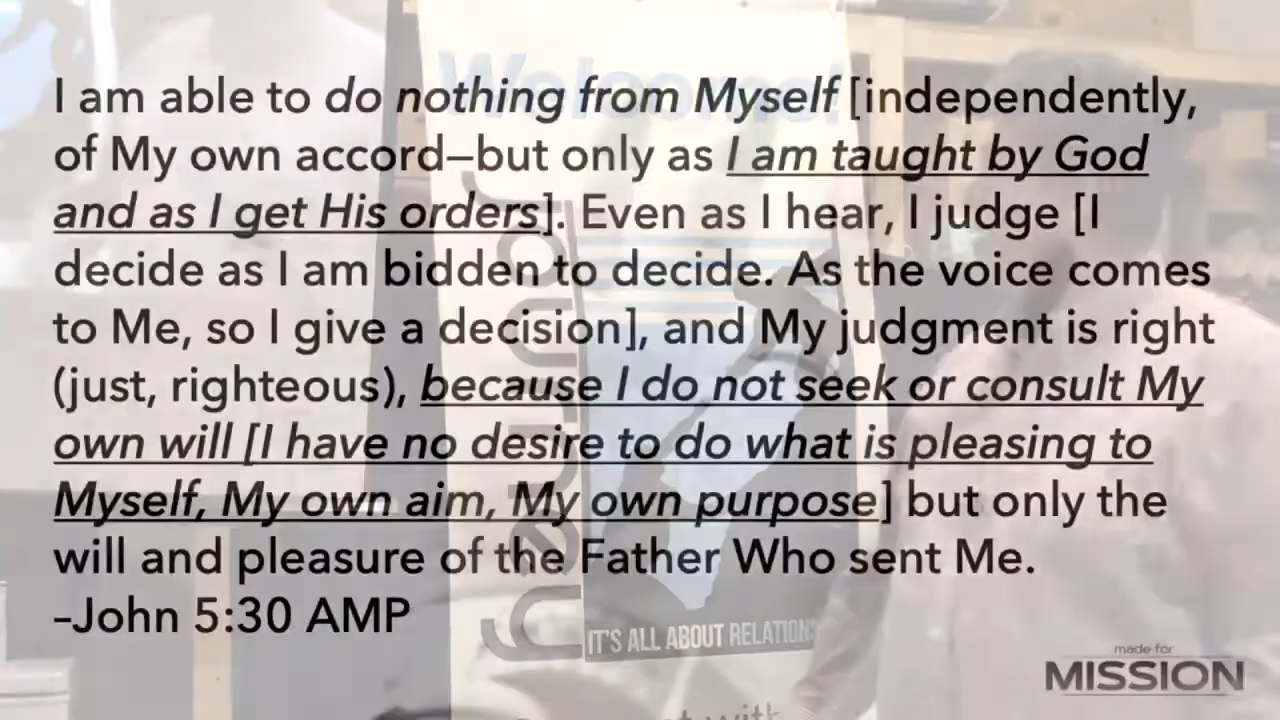 I am able to do nothing from Myself [independently,
of My own accord–but only as I am taught by God
and as I get His orders]. Even as I hear, I judge [I
decide as I am bidden to decide. As the voice comes
to Me, so I give a decision], and My judgment is right
(just, righteous), because I do not seek or consult My
own will [I have no desire to do what is pleasing to
Myself, My own aim, My own purpose] but only the
will and pleasure of the Father Who sent Me.
–John 5:30 AMP
Welcome!
IT'S ALL ABOUT
made for
MISSION
with